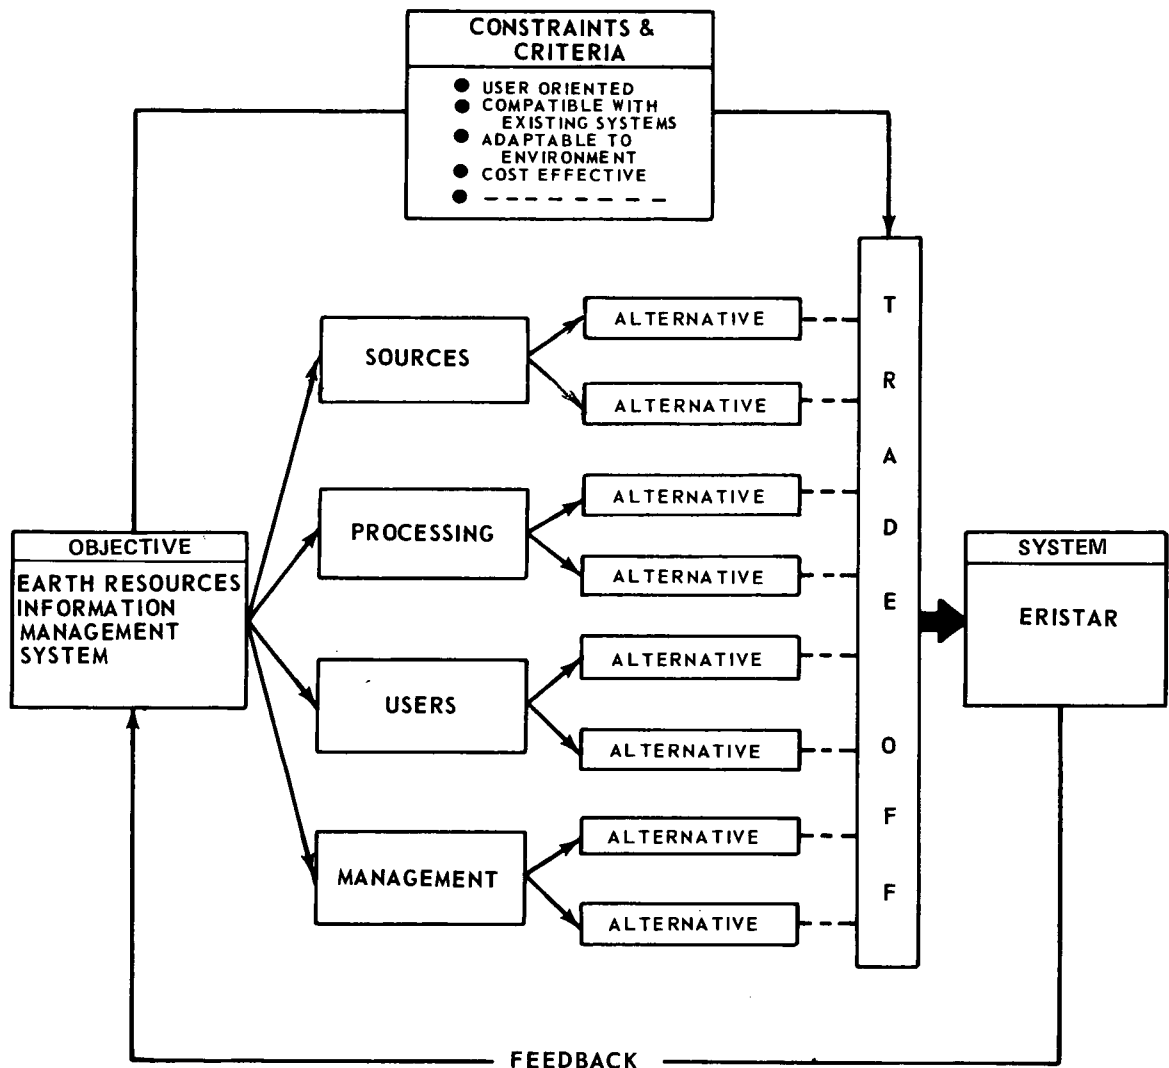 CONSTRAINTS &
CRITERIA
● USER ORIENTED
● COMPATIBLE WITH
EXISTING SYSTEMS
● ADAPTABLE TO
ENVIRONMENT
● COST EFFECTIVE
● – – – – – – – – –
OBJECTIVE
EARTH RESOURCES
INFORMATION
MANAGEMENT
SYSTEM
SOURCES
ALTERNATIVE
ALTERNATIVE
PROCESSING
ALTERNATIVE
ALTERNATIVE
USERS
ALTERNATIVE
ALTERNATIVE
MANAGEMENT
ALTERNATIVE
ALTERNATIVE
T
R
A
D
E
O
F
F
SYSTEM
ERISTAR
FEEDBACK